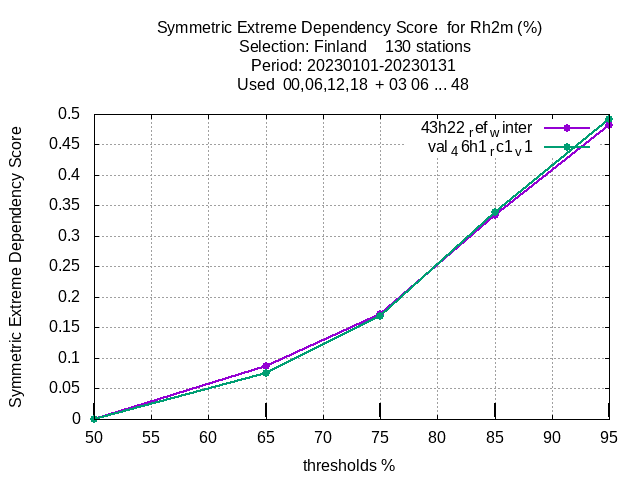 Symmetric Extreme Dependency Score  for Rh2m (%)
Selection: Finland    130 stations
Period: 20230101-20230131
Used  00,06,12,18  + 03 06 ... 48
Symmetric Extreme Dependency Score
0.5
0.45
0.4
0.35
0.3
0.25
0.2
0.15
0.1
0.05
0
43h22_ref_winter
val_46h1_rc1_v1
50 55 60 65 70 75 80 85 90 95
thresholds %